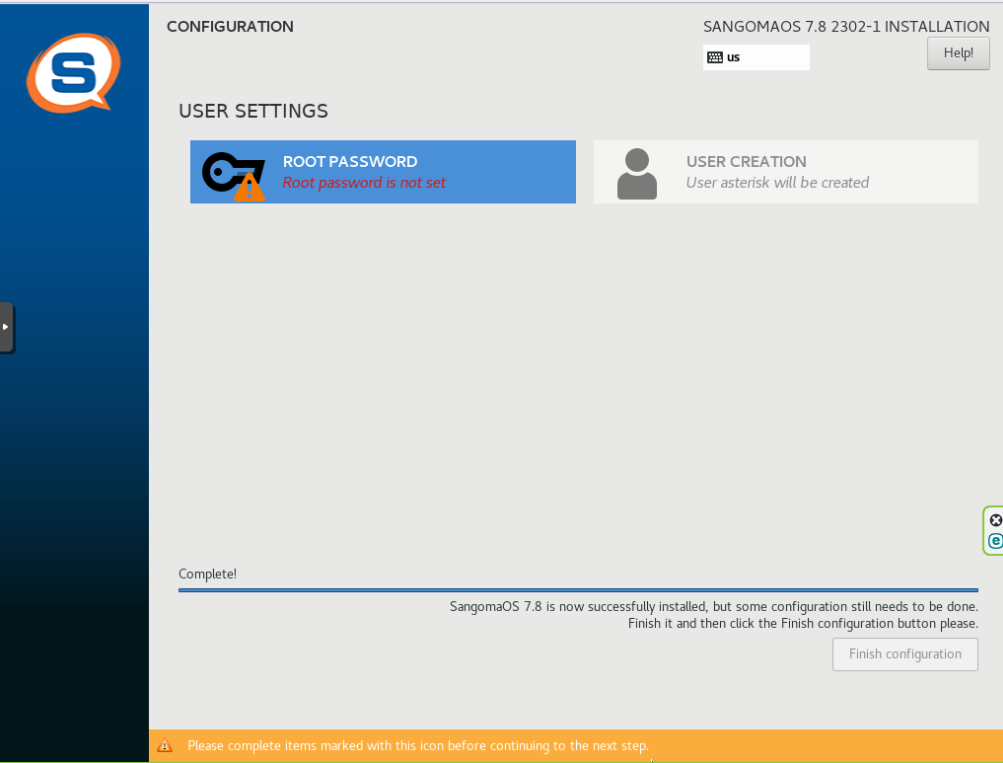 CONFIGURATION
SANGOMAOS 7.8 2302-1 INSTALLATION
us
Help!
S
USER SETTINGS
ROOT PASSWORD
Root password is not set
USER CREATION
User asterisk will be created
e
Complete!
SangomaOS 7.8 is now successfully installed, but some configuration still needs to be done.
Finish it and then click the Finish configuration button please.
Finish configuration
Please complete items marked with this icon before continuing to the next step.